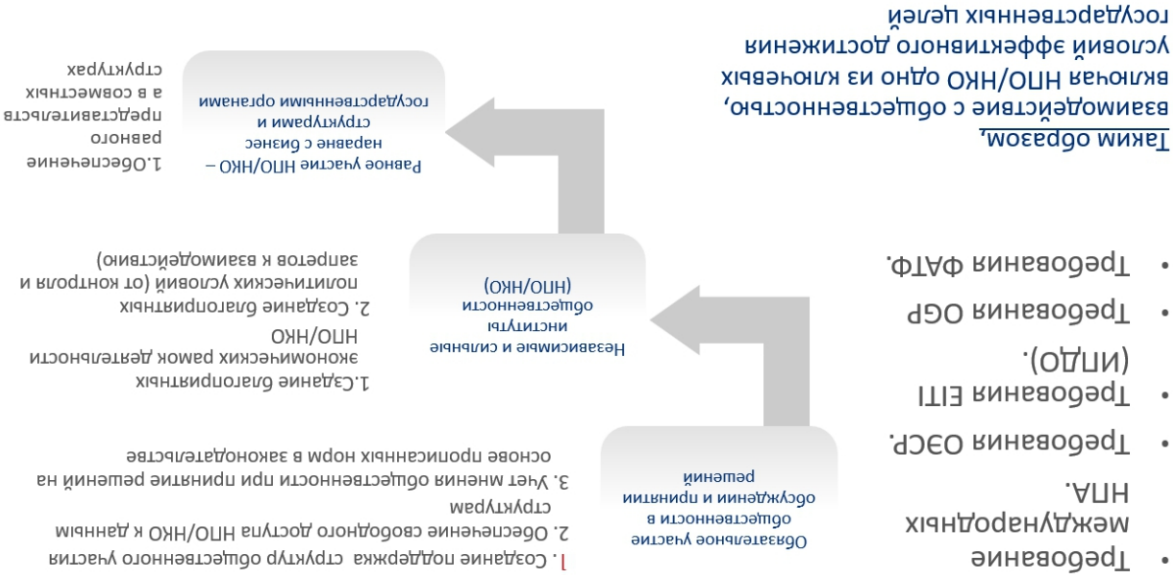 • Требование
международных
НПА.
• Требования ОЭСР.
• Требования EITI
(ИПДО).
• Требования OGP
• Требования ФАТФ.
Таким образом,
взаимодействие с общественностью,
включая НПО/НКО одно из ключевых
условий эффективного достижения
государственных целей
Обязательное участие
общественности в
обсуждении и принятии
решений
1. Создание поддержка структур общественного участия
2. Обеспечение свободного доступа НПО/НКО к данным
структурам
3. Учет мнения общественности при принятие решений на
основе прописанных норм в законодательстве
Независимые и сильные
институты
общественности
(НПО/НКО)
1.Сздание благоприятных
экономических рамок деятельности
НПО/НКО
2. Создание благоприятных
политических условий (от контроля и
запретов к взаимодействию)
Равное участие НПО/НКО –
наравне с бизнес
структурами и
государственными органами
1.Обеспечение
равного
представительств
а в совместных
структурах